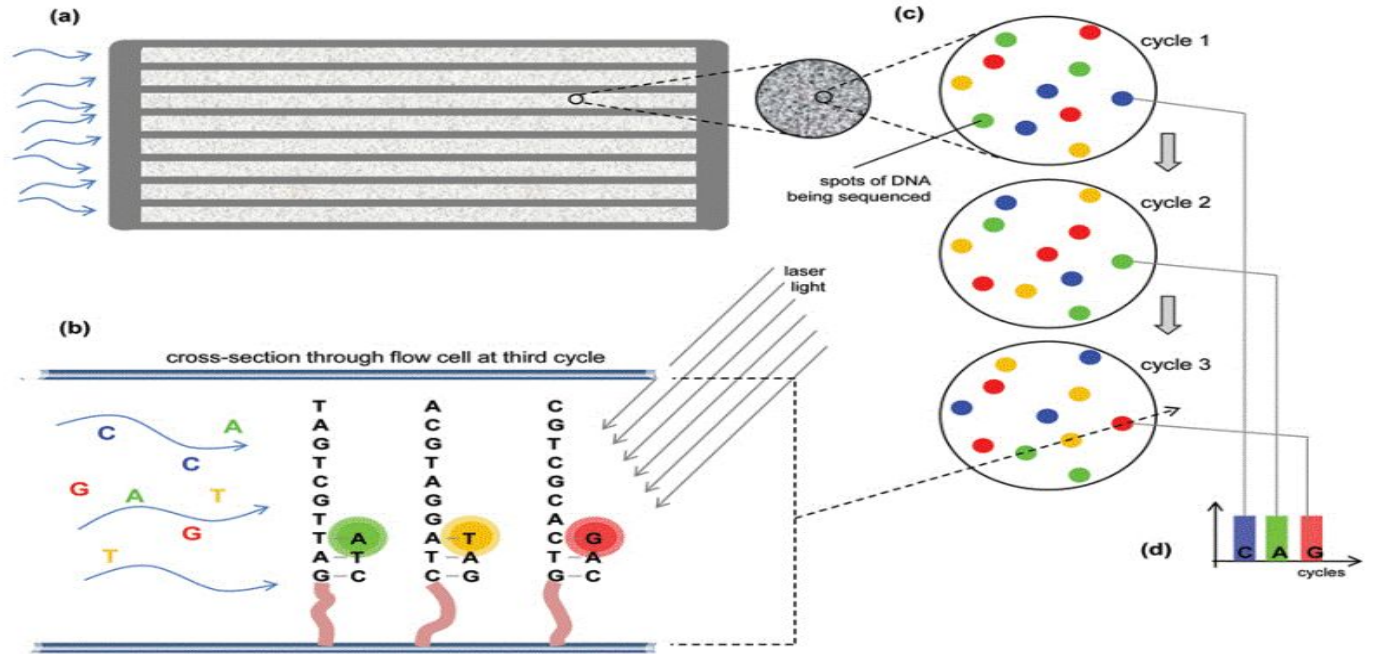 (a)
(c)
cycle 1
spots of DNA
being sequenced
cycle 2
cycle 3
(b)
laser
light
cross-section through flow cell at third cycle
C A
C
G A T
G
T
T A C
A C G
G G T
T T C
C A G
G G C
T G A
T A A T C G
A T T A T A
G C C G G C
(d)
C A G
cycles